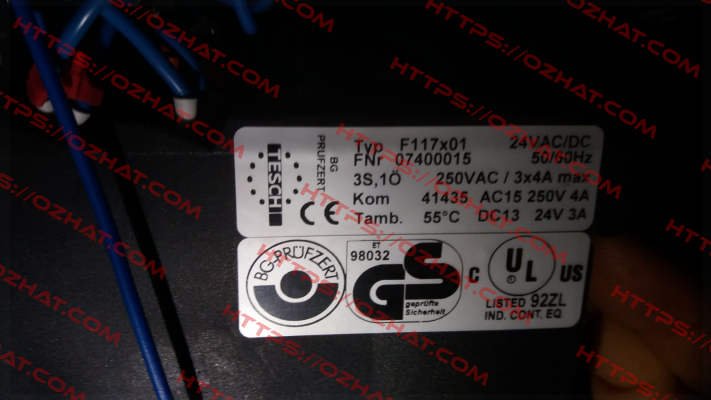 Typ F117x01 24VAC/DC
FNr 07400015 50/60Hz
3S,1Ö 250VAC / 3x4A max
Kom 41435 AC15 250V 4A
Tamb. 55°C DC13 24V 3A
TESCH
CE
BG
PRÜFZERT
BG-PRÜFZERT
ET
98032
GS
geprüfte
Sicherheit
C UL US
®
LISTED 92ZL
IND. CONT. EQ.
HTTPS://OZHAT.COM